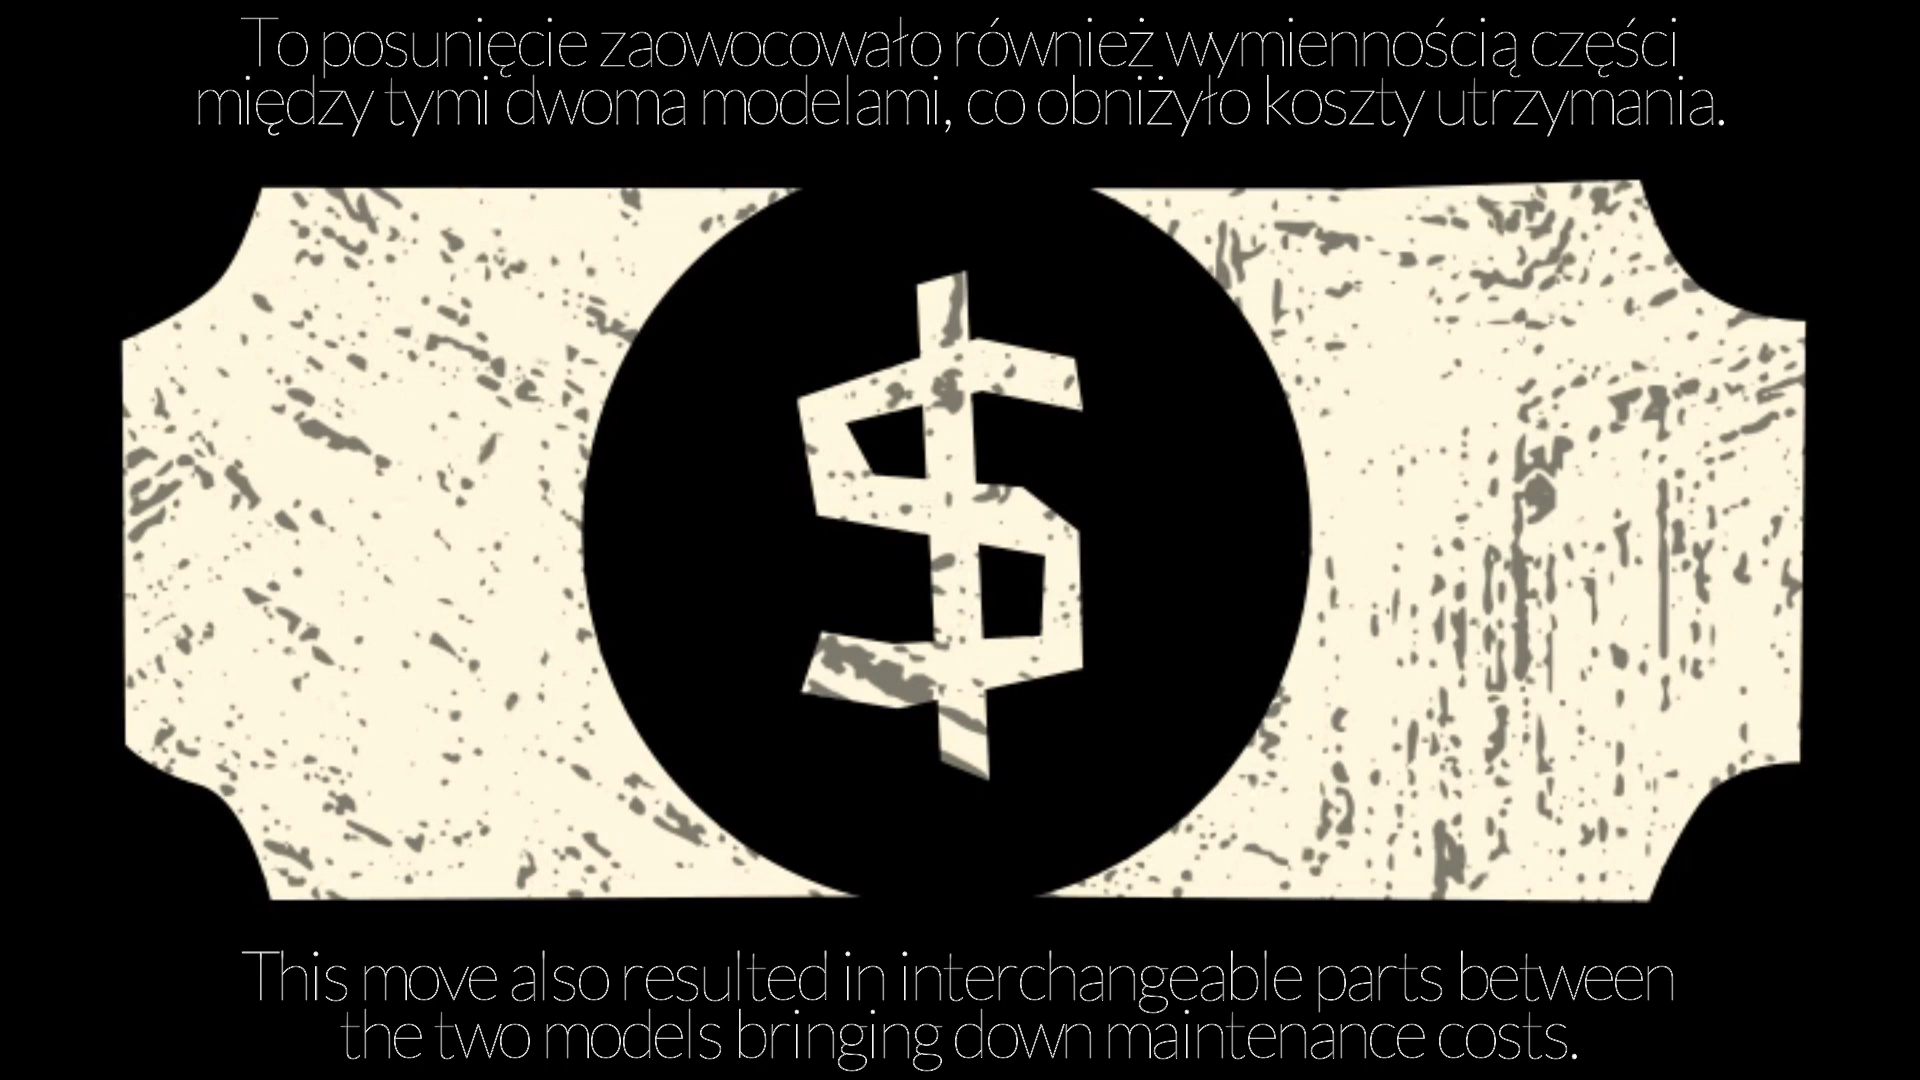 To posunięcie zaowocowało również wymiennością części
między tymi dwoma modelami, co obniżyło koszty utrzymania.
$
This move also resulted in interchangeable parts between
the two models bringing down maintenance costs.